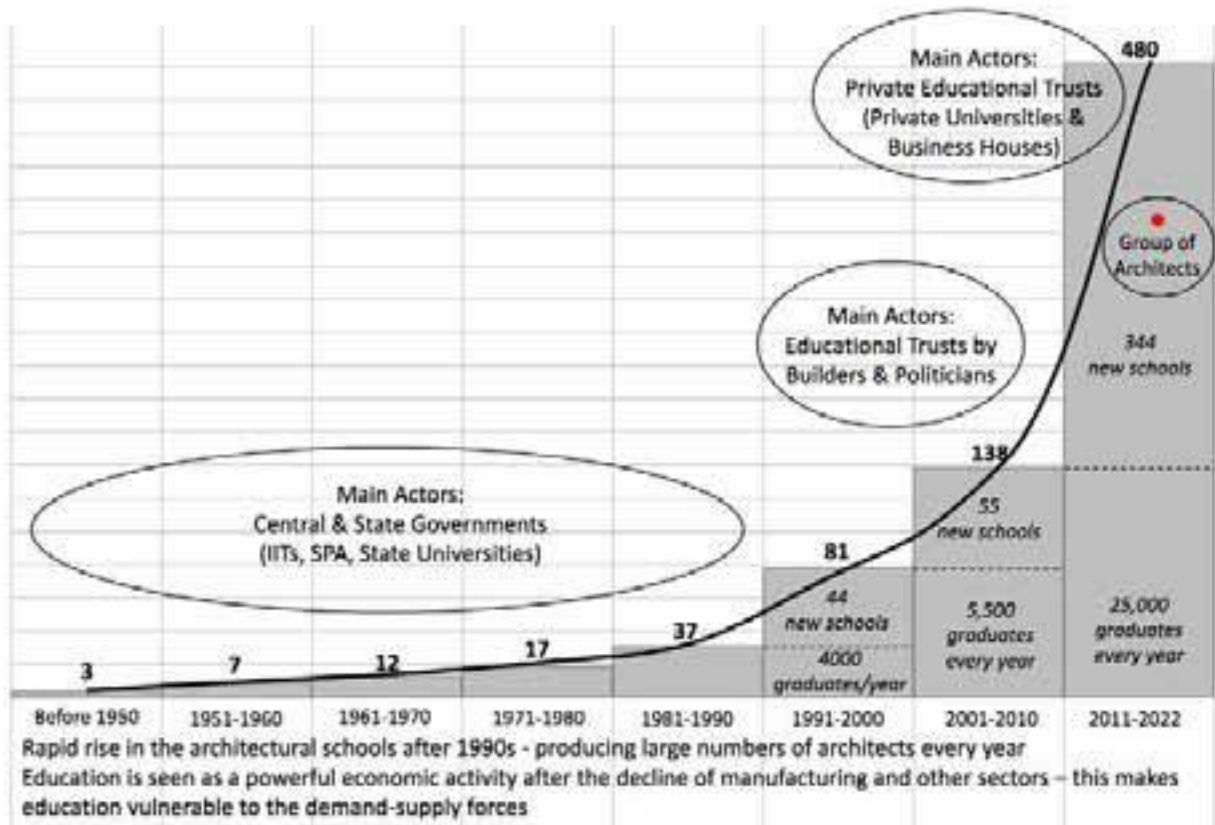 480
Main Actors:
Private Educational Trusts
(Private Universities &
Business Houses)
Group of
Architects
Main Actors:
Educational Trusts by
Builders & Politicians
344
new schools
138
Main Actors:
Central & State Governments
(IITs, SPA, State Universities)
55
new schools
81
44
new schools
5,500
graduates
every year
25,000
graduates
every year
37
17
12
7
3
4000
graduates/year
Before 1950
1951-1960
1961-1970
1971-1980
1981-1990
1991-2000
2001-2010
2011-2022
Rapid rise in the architectural schools after 1990s - producing large numbers of architects every year
Education is seen as a powerful economic activity after the decline of manufacturing and other sectors – this makes
education vulnerable to the demand-supply forces